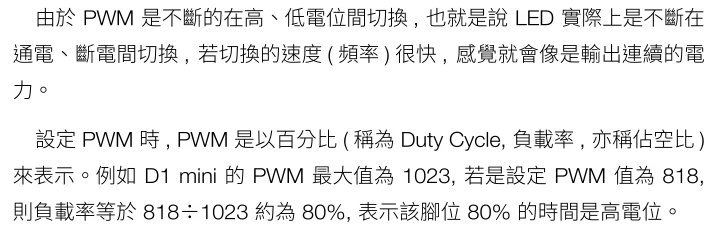 由於 PWM 是不斷的在高、低電位間切換 , 也就是說 LED 實際上是不斷在
通電、斷電間切換 , 若切換的速度 ( 頻率 ) 很快 , 感覺就會像是輸出連續的電
力。
設定 PWM 時 , PWM 是以百分比 ( 稱為 Duty Cycle, 負載率 , 亦稱佔空比 )
來表示。例如 D1 mini 的 PWM 最大值為 1023, 若是設定 PWM 值為 818,
則負載率等於 818÷1023 約為 80%, 表示該腳位 80% 的時間是高電位。